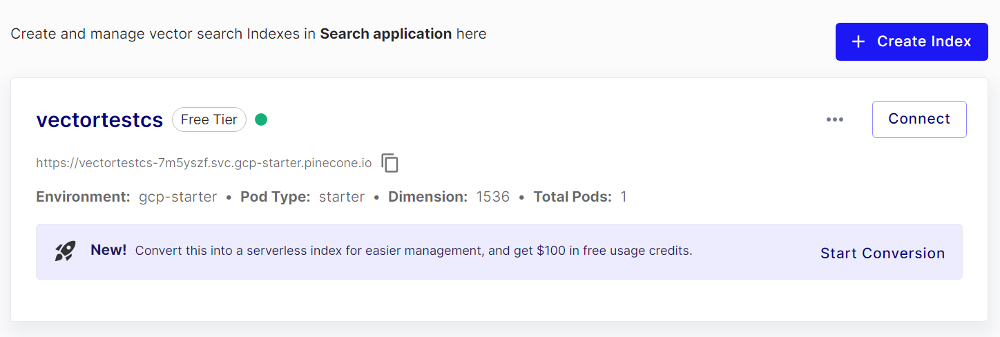 Create and manage vector search Indexes in Search application here
+ Create Index
vectortestcs Free Tier
Connect
https://vectortestcs-7m5yszf.svc.gcp-starter.pinecone.io
Environment: gcp-starter • Pod Type: starter • Dimension: 1536 • Total Pods: 1
New! Convert this into a serverless index for easier management, and get $100 in free usage credits.
Start Conversion